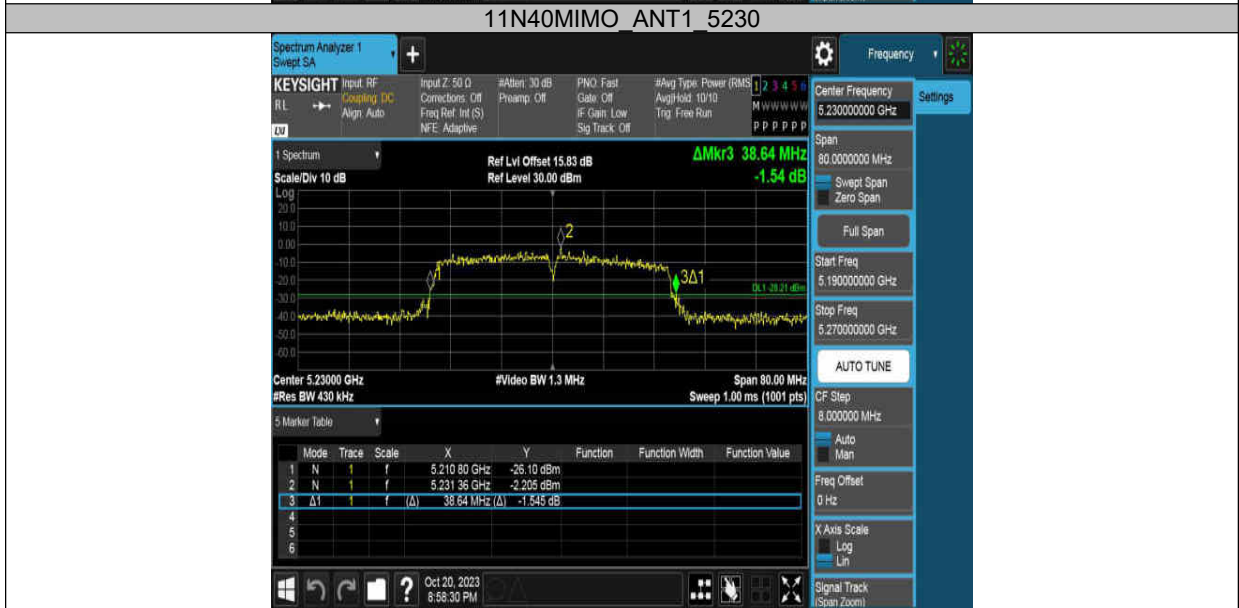 11N40MIMO_ANT1_5230
Spectrum Analyzer 1
Swept SA
+
Frequency
KEYSIGHT
RL
LXI
Input: RF
Coupling: DC
Align: Auto
Input Z: 50 Ω
Corrections: Off
Freq Ref: Int (S)
NFE: Adaptive
#Atten: 30 dB
Preamp: Off
PNO: Fast
Gate: Off
IF Gain: Low
Sig Track: Off
#Avg Type: Power (RMS
Avg|Hold: 10/10
Trig: Free Run
1 2 3 4 5 6
M W W W W W
P P P P P P
Center Frequency
5.230000000 GHz
Settings
1 Spectrum
Scale/Div 10 dB
Ref Lvl Offset 15.83 dB
Ref Level 30.00 dBm
ΔMkr3 38.64 MHz
-1.54 dB
Span
80.0000000 MHz
Swept Span
Zero Span
Full Span
Start Freq
5.190000000 GHz
Stop Freq
5.270000000 GHz
AUTO TUNE
CF Step
8.000000 MHz
Auto
Man
Freq Offset
0 Hz
X Axis Scale
Log
Lin
Signal Track
(Span Zoom)
Log
20.0
10.0
0.00
-10.0
-20.0
-30.0
-40.0
-50.0
-60.0
2
3Δ1
DL1 -28.21 dBm
Center 5.23000 GHz
#Video BW 1.3 MHz
Span 80.00 MHz
#Res BW 430 kHz
Sweep 1.00 ms (1001 pts)
5 Marker Table
Mode Trace Scale X Y Function Function Width Function Value
1 N 1 f 5.210 80 GHz -26.10 dBm
2 N 1 f 5.231 36 GHz -2.205 dBm
3 Δ1 1 f (Δ) 38.64 MHz (Δ) -1.545 dB
4
5
6
?
Oct 20, 2023
8:58:30 PM